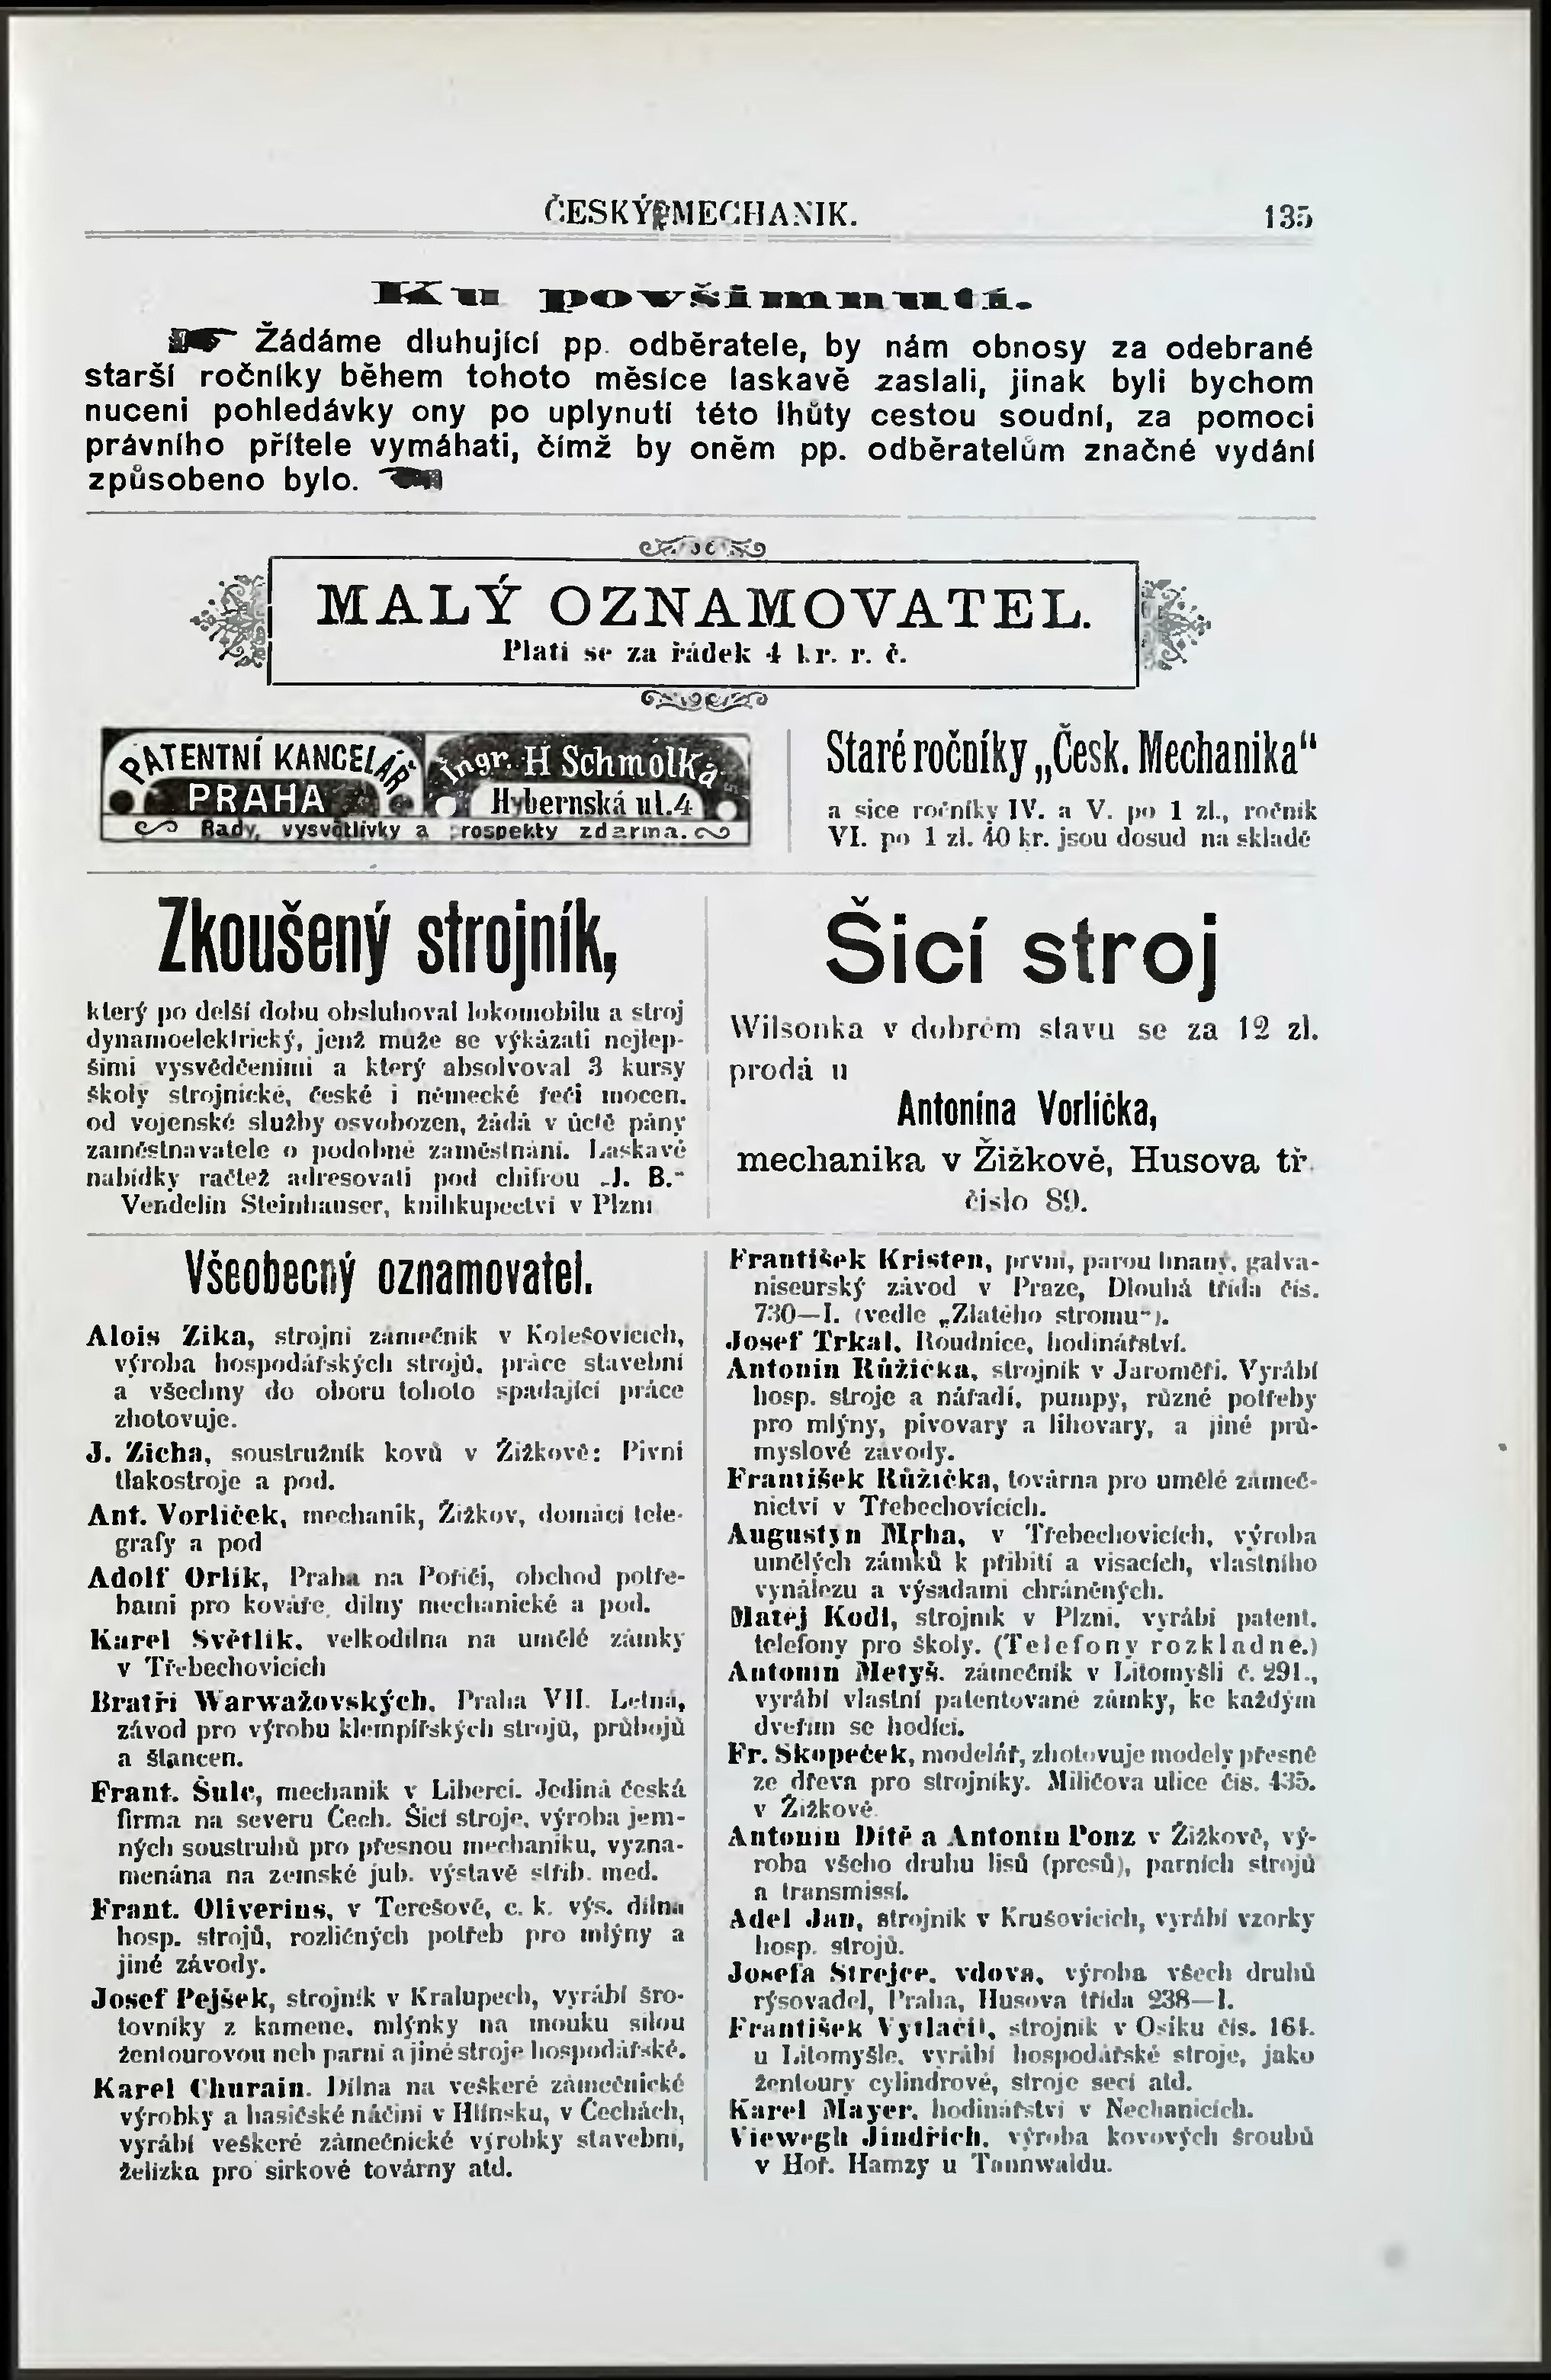 ČESKÝ MECHANIK.
135
Ku povšimnutí.
Žádáme dluhující pp. odběratele, by nám obnosy za odebrané
starší ročníky během tohoto měsíce laskavě zaslali, jinak byli bychom
nuceni pohledávky ony po uplynutí této lhůty cestou soudní, za pomoci
právního přítele vymáhati, čímž by oněm pp. odběratelům značné vydání
způsobeno bylo.
MALÝ OZNAMOVATEL.
Platí se za řádek 4 kr. r. č.
PATENTNÍ KANCELÁŘ
PRAHA
Ingr. H Schmolka
Hybernská ul. 4
Rady, vysvětlivky a prospekty zdarma.
Staré ročníky „Česk. Mechanika“
a sice ročníky IV. a V. po 1 zl., ročník
VI. po 1 zl. 40 kr. jsou dosud na skladě
Zkoušený strojník,
který po delší dobu obsluhoval lokomobilu a stroj
dynamoelektrický, jenž muže se výkázati nejlep-
šími vysvědčeními a který absolvoval 3 kursy
školy strojnické, české i německé řeči mocen,
od vojenské služby osvobozen, žádá v úctě pány
zaměstnavatele o podobné zaměstnání. Laskavé
nabídky račtež adresovati pod chifrou „J. B.“
Vendelín Steinhauser, knihkupectví v Plzni
Šicí stroj
Wilsonka v dobrém stavu se za 12 zl.
prodá u
Antonína Vorlíčka,
mechanika v Žižkově, Husova tř.
číslo 89.
Všeobecný oznamovatel.
Alois Zika, strojní zámečník v Kolešovicích,
výroba hospodářských strojů, práce stavební
a všechny do oboru tohoto spadající práce
zhotovuje.
J. Zicha, soustružník kovů v Žižkově: Pivní
tlakostroje a pod.
Ant. Vorlíček, mechanik, Žižkov, domácí tele-
grafy a pod
Adolf Orlík, Praha na Poříčí, obchod potře-
bami pro kováře, dílny mechanické a pod.
Karel Světlík, velkodílna na umělé zámky
v Třebechovicích
Bratří Warwažovských, Praha VII. Letná,
závod pro výrobu klempířských strojů, průbojů
a štancen.
Frant. Šulc, mechanik v Liberci. Jediná česká
firma na severu Čech. Šicí stroje, výroba jem-
ných soustruhů pro přesnou mechaniku, vyzna-
menána na zemské jub. výstavě stříb. med.
Frant. Oliverius, v Terešově, c. k. výs. dílna
hosp. strojů, rozličných potřeb pro mlýny a
jiné závody.
Josef Pejšek, strojník v Kralupech, vyrábí šro-
tovníky z kamene, mlýnky na mouku silou
žentourovou neb parní a jiné stroje hospodářské.
Karel Churain. Dílna na veškeré zámečnické
výrobky a hasičské náčiní v Hlinsku, v Čechách,
vyrábí veškeré zámečnické výrobky stavební,
želízka pro sirkové továrny atd.
František Kristen, první, parou hnaný, galva-
niseurský závod v Praze, Dlouhá třída čís.
730—I. (vedle „Zlatého stromu“).
Josef Trkal, Roudnice, hodinářství.
Antonín Růžička, strojník v Jaroměři. Vyrábí
hosp. stroje a nářadí, pumpy, různé potřeby
pro mlýny, pivovary a lihovary, a jiné prů-
myslové závody.
František Růžička, továrna pro umělé zámeč-
nictví v Třebechovicích.
Augustyn Mrha, v Třebechovicích, výroba
umělých zámků k přibití a visacích, vlastního
vynálezu a výsadami chráněných.
Matěj Kodl, strojník v Plzni, vyrábí patent.
telefony pro školy. (Telefony rozkladné.)
Antonín Metyš, zámečník v Litomyšli č. 291.,
vyrábí vlastní patentované zámky, ke každým
dveřím se hodící.
Fr. Skopeček, modelář, zhotovuje modely přesné
ze dřeva pro strojníky. Milíčova ulice čís. 435.
v Žižkově
Antonín Dítě a Antonín Ponz v Žižkově, vý-
roba všeho druhu lisů (presů), parních strojů
a transmissí.
Adel Jan, strojník v Krušovicích, vyrábí vzorky
hosp. strojů.
Josefa Strejce, vdova, výroba všech druhů
rýsovadel, Praha, Husova třída 238—I.
František Vytlačil, strojník v Osíku čís. 164.
u Litomyšle, vyrábí hospodářské stroje, jako
žentoury cylindrové, stroje secí atd.
Karel Mayer, hodinářství v Nechanicích.
Viewegh Jindřich, výroba kovových šroubů
v Hoř. Hamzy u Tannwaldu.